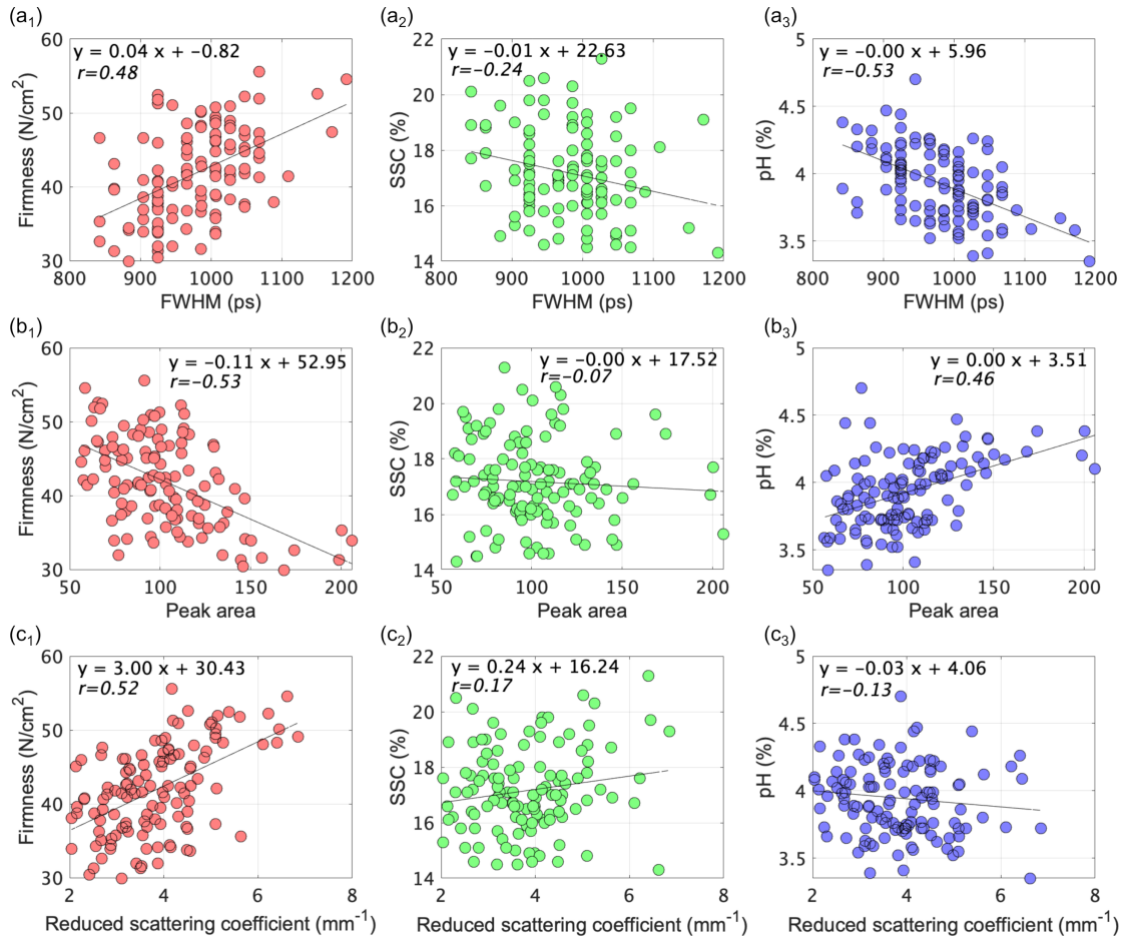 (a₁)
60
y = 0.04 x + −0.82
r=0.48
50
40
30
Firmness (N/cm²)
800
900
1000
1100
1200
FWHM (ps)
(a₂)
22
y = −0.01 x + 22.63
r=−0.24
20
18
16
14
SSC (%)
800
900
1000
1100
1200
FWHM (ps)
(a₃)
5
y = −0.00 x + 5.96
r=−0.53
4.5
4
3.5
pH (%)
800
900
1000
1100
1200
FWHM (ps)
(b₁)
60
y = −0.11 x + 52.95
r=−0.53
50
40
30
Firmness (N/cm²)
50
100
150
200
Peak area
(b₂)
22
y = −0.00 x + 17.52
r=−0.07
20
18
16
14
SSC (%)
50
100
150
200
Peak area
(b₃)
5
y = 0.00 x + 3.51
r=0.46
4.5
4
3.5
pH (%)
50
100
150
200
Peak area
(c₁)
60
y = 3.00 x + 30.43
r=0.52
50
40
30
Firmness (N/cm²)
2
4
6
8
Reduced scattering coefficient (mm⁻¹)
(c₂)
22
y = 0.24 x + 16.24
r=0.17
20
18
16
14
SSC (%)
2
4
6
8
Reduced scattering coefficient (mm⁻¹)
(c₃)
5
y = −0.03 x + 4.06
r=−0.13
4.5
4
3.5
pH (%)
2
4
6
8
Reduced scattering coefficient (mm⁻¹)